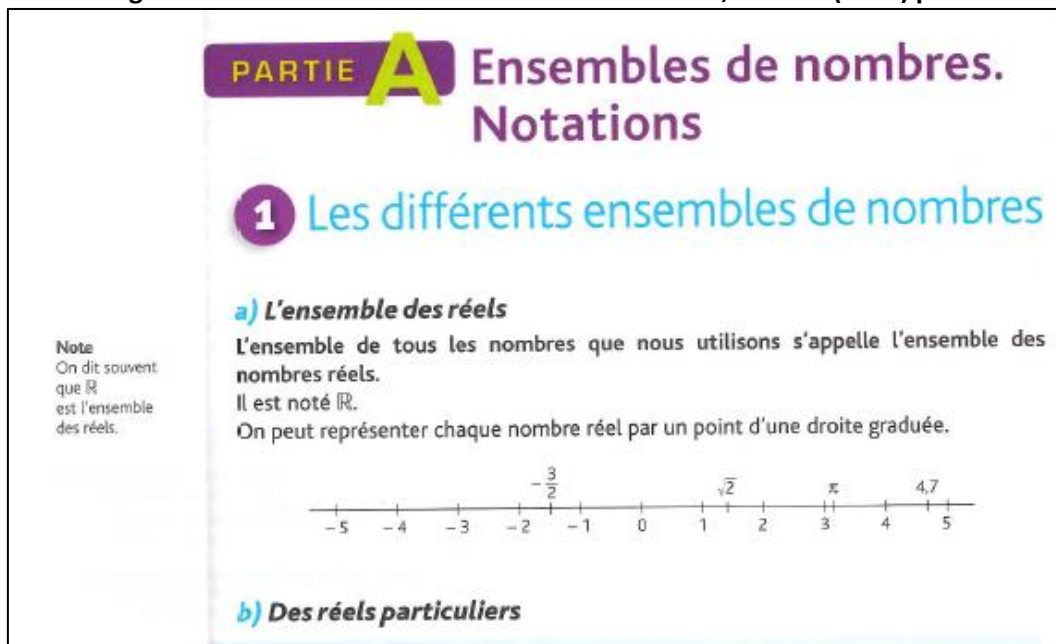 PARTIE A Ensembles de nombres.
Notations
1 Les différents ensembles de nombres
a) L'ensemble des réels
Note
On dit souvent
que ℝ
est l'ensemble
des réels.
L'ensemble de tous les nombres que nous utilisons s'appelle l'ensemble des
nombres réels.
Il est noté ℝ.
On peut représenter chaque nombre réel par un point d'une droite graduée.
-3/2 √2 π 4,7
-5 -4 -3 -2 -1 0 1 2 3 4 5
b) Des réels particuliers